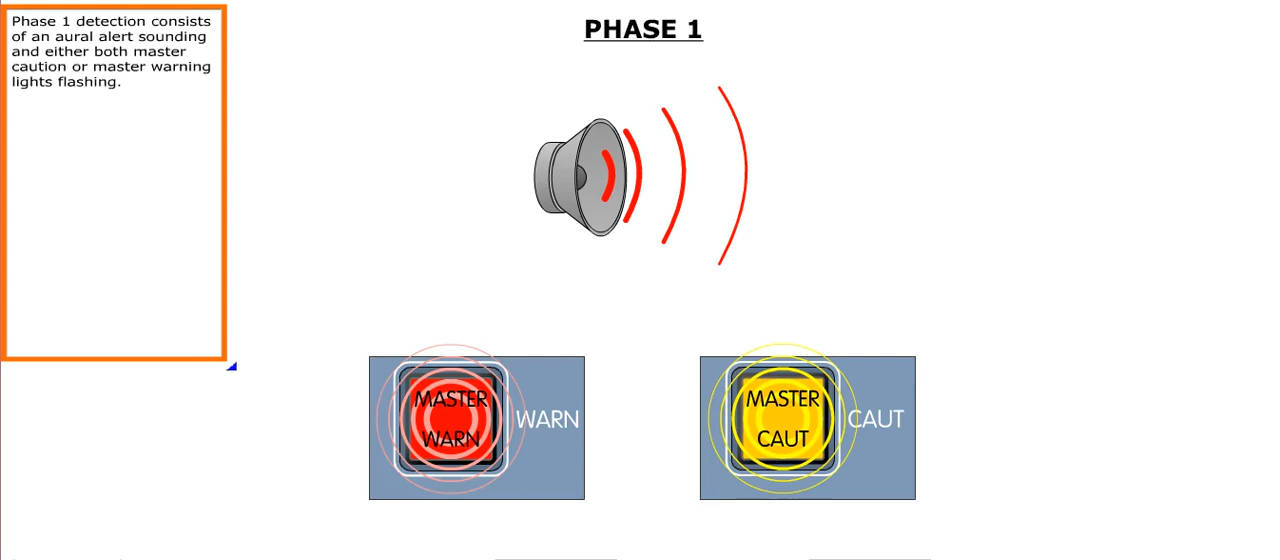 Phase 1 detection consists
of an aural alert sounding
and either both master
caution or master warning
lights flashing.
PHASE 1
MASTER
WARN
WARN
MASTER
CAUT
CAUT